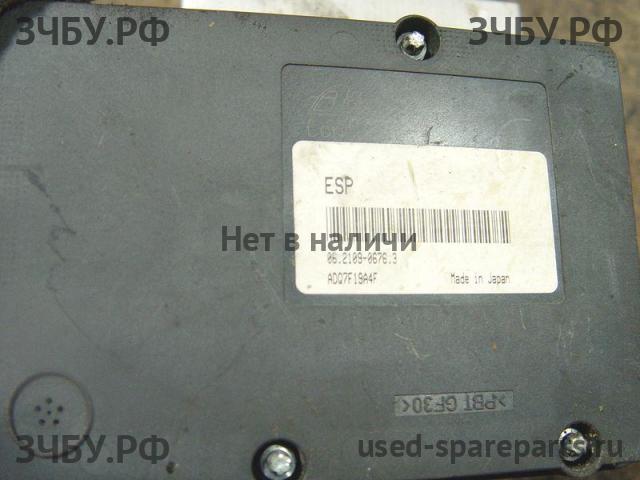 ЗЧБУ.РФ
ЗЧБУ.РФ
ESP
Нет в наличи
06.2109-0676.3
ADQ7F19A4F Made in Japan
>PBT GF30<
ЗЧБУ.РФ
used-spareparts.ru